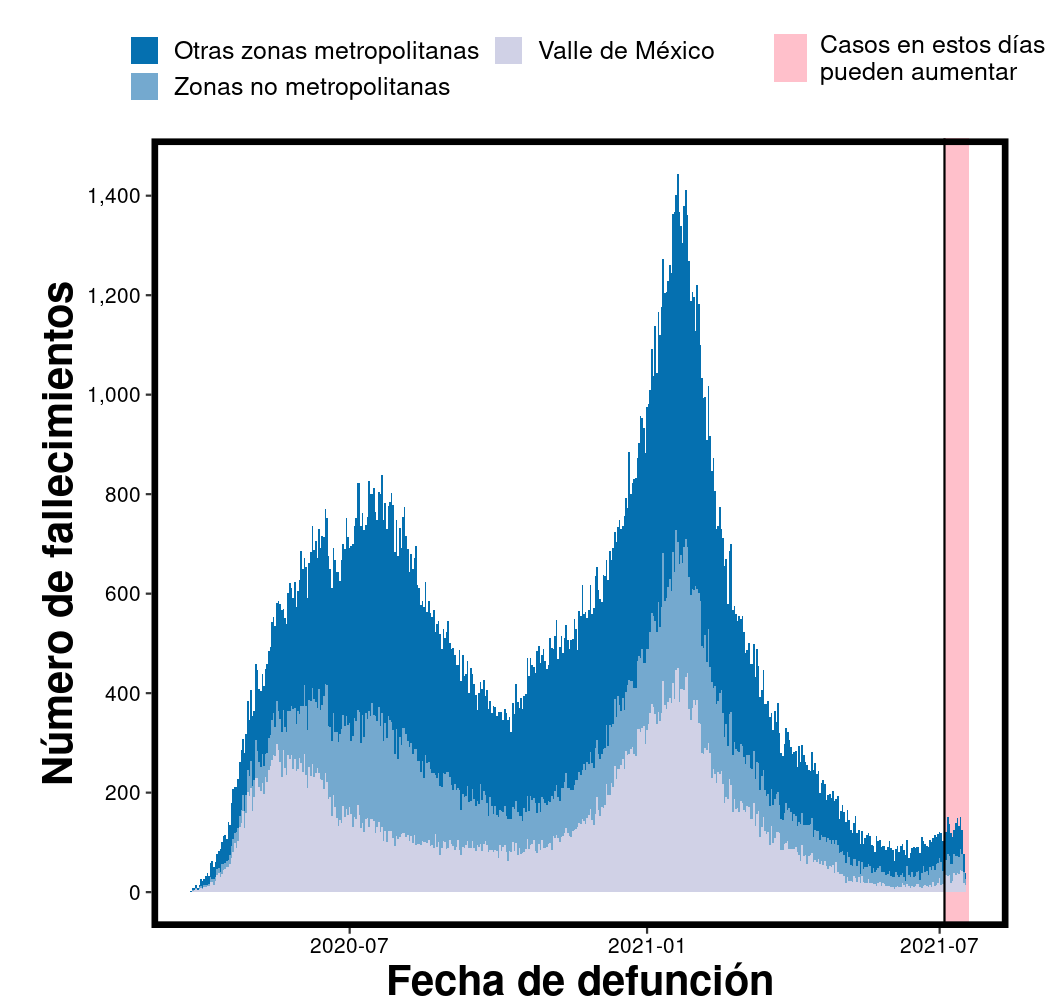 Otras zonas metropolitanas
Valle de México
Zonas no metropolitanas
Casos en estos días
pueden aumentar
Número de fallecimientos
1,400
1,200
1,000
800
600
400
200
0
2020-07
2021-01
2021-07
Fecha de defunción